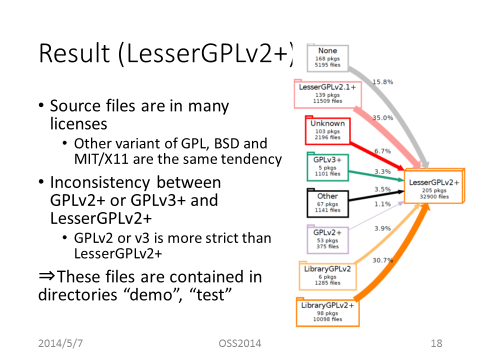 Result (LesserGPLv2+)
• Source files are in many
licenses
• Other variant of GPL, BSD and
MIT/X11 are the same tendency
• Inconsistency between
GPLv2+ or GPLv3+ and
LesserGPLv2+
• GPLv2 or v3 is more strict than
LesserGPLv2+
⇒These files are contained in
directories “demo”, “test”
None
168 pkgs
5195 files
15.8%
LesserGPLv2.1+
139 pkgs
11509 files
35.0%
Unknown
103 pkgs
2196 files
6.7%
GPLv3+
5 pkgs
1101 files
3.3%
LesserGPLv2+
205 pkgs
32900 files
Other
67 pkgs
1141 files
3.5%
1.1%
GPLv2+
53 pkgs
375 files
3.9%
LibraryGPLv2
6 pkgs
1285 files
30.7%
LibraryGPLv2+
98 pkgs
10098 files
2014/5/7
OSS2014
18